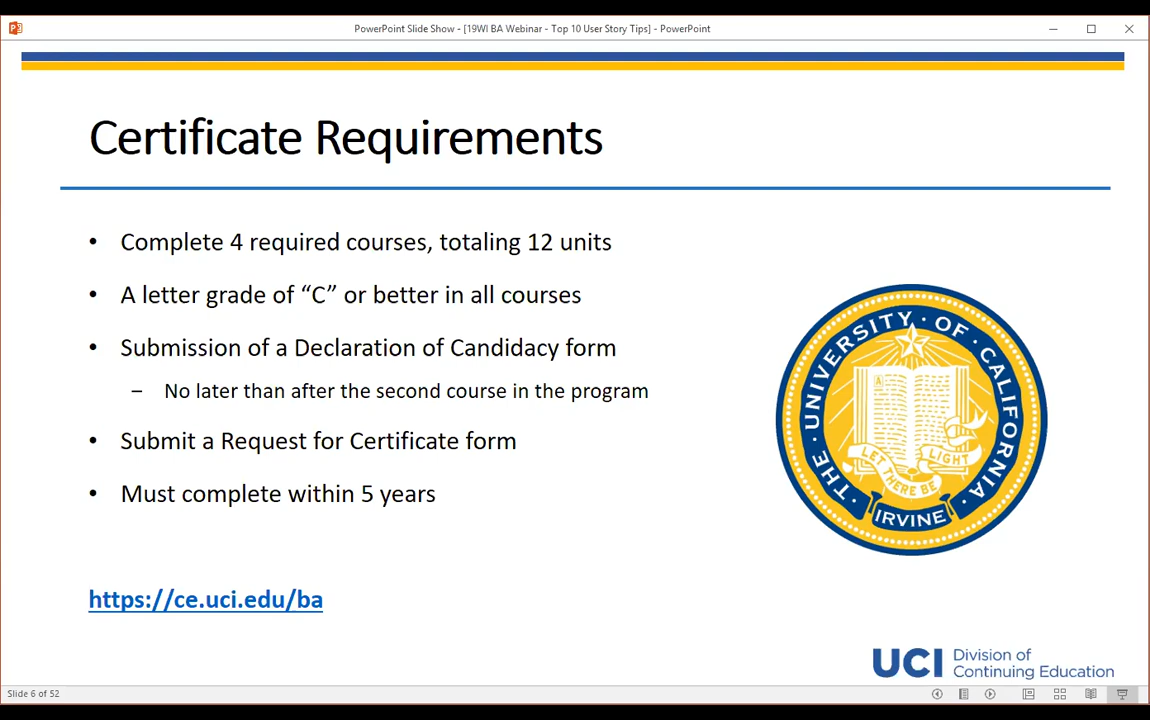 PowerPoint Slide Show - [19WI BA Webinar - Top 10 User Story Tips] - PowerPoint
Certificate Requirements
• Complete 4 required courses, totaling 12 units
• A letter grade of “C” or better in all courses
• Submission of a Declaration of Candidacy form
– No later than after the second course in the program
• Submit a Request for Certificate form
• Must complete within 5 years
THE · UNIVERSITY · OF · CALIFORNIA ·
A
LET THERE BE LIGHT
IRVINE
https://ce.uci.edu/ba
UCI Division of
Continuing Education
Slide 6 of 52